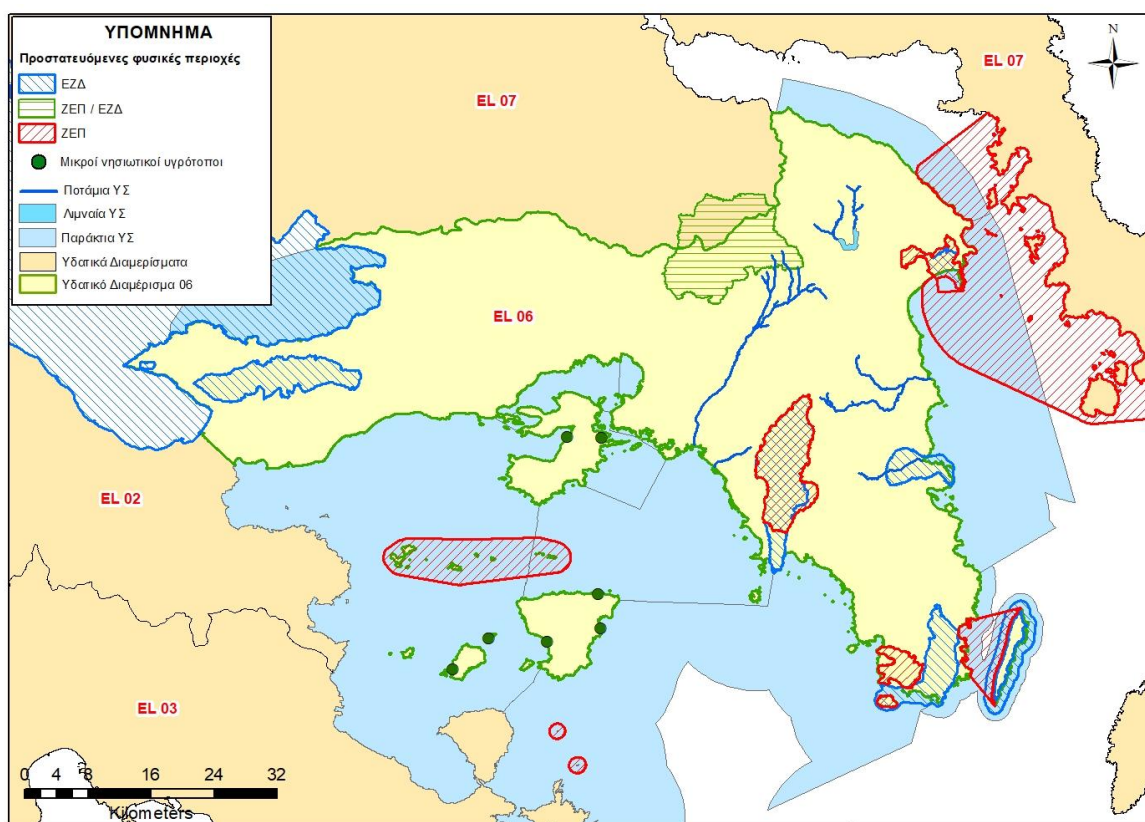 ΥΠΟΜΝΗΜΑ
Προστατευόμενες φυσικές περιοχές
ΕΖΔ
ΖΕΠ / ΕΖΔ
ΖΕΠ
Μικροί νησιωτικοί υγρότοποι
Ποτάμια ΥΣ
Λιμναία ΥΣ
Παράκτια ΥΣ
Υδατικά Διαμερίσματα
Υδατικό Διαμέρισμα 06
N
EL 07
EL 07
EL 06
EL 02
EL 03
0 4 8 16 24 32
Kilometers